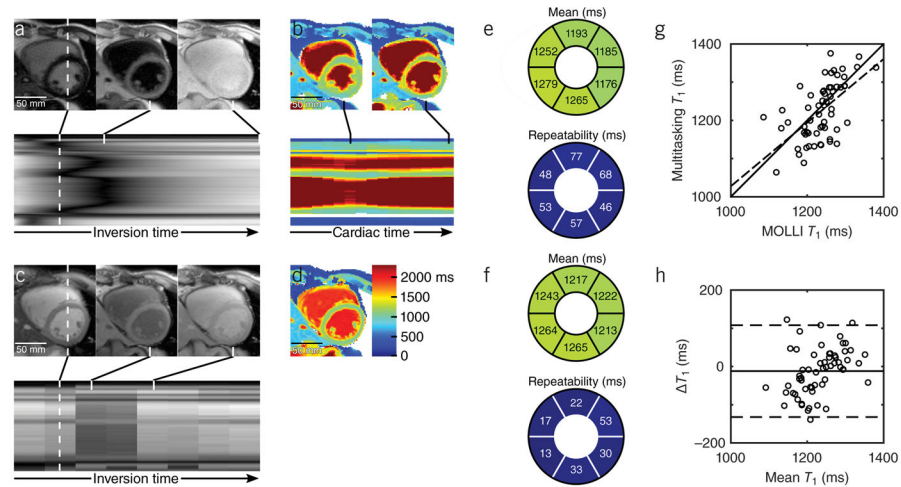 a
50 mm
Inversion time
b
50 mm
Cardiac time
c
50 mm
Inversion time
d
50 mm
2000 ms
1500
1000
500
0
e
Mean (ms)
1193
1252 1185
1279 1176
1265
Repeatability (ms)
77
48 68
53 46
57
f
Mean (ms)
1217
1243 1222
1264 1213
1265
Repeatability (ms)
22
17 53
13 30
33
g
Multitasking T1 (ms)
1400
1200
1000
1000 1200 1400
MOLLI T1 (ms)
h
ΔT1 (ms)
200
0
−200
1000 1200 1400
Mean T1 (ms)